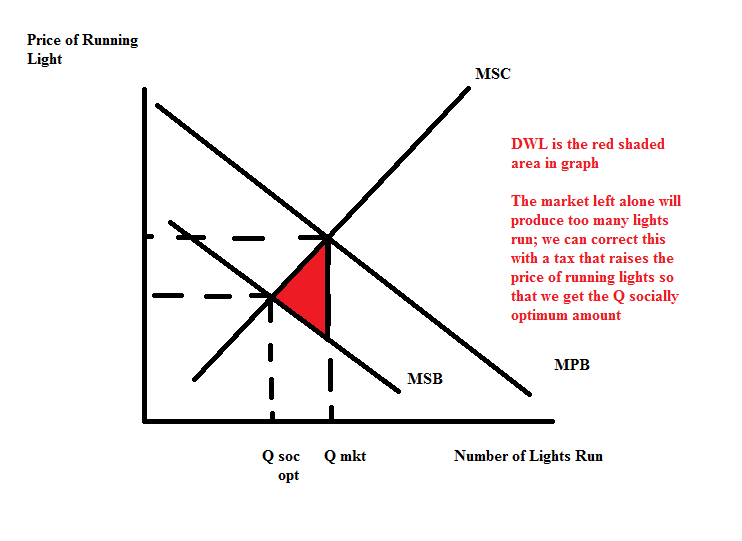 Price of Running
Light
MSC
DWL is the red shaded
area in graph
The market left alone will
produce too many lights
run; we can correct this
with a tax that raises the
price of running lights so
that we get the Q socially
optimum amount
MPB
MSB
Q soc
opt
Q mkt
Number of Lights Run